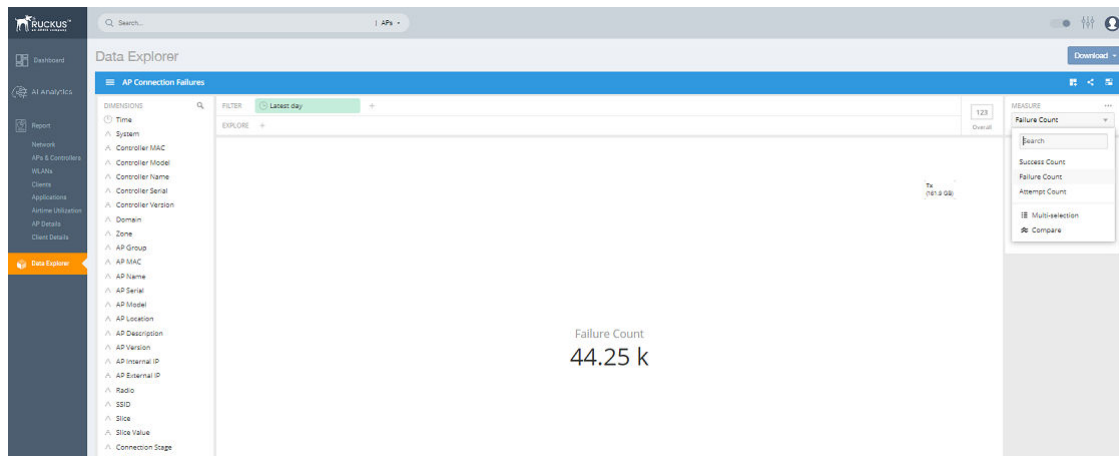 RUCKUS™
Search...
APs
Dashboard
Data Explorer
Download
AI Analytics
AP Connection Failures
DIMENSIONS
FILTER
Latest day
+
EXPLORE
+
123
Overall
MEASURE
...
Failure Count
Search
Success Count
Failure Count
Attempt Count
Multi-selection
Compare
Report
Network
APs & Controllers
WLANs
Clients
Applications
Airtime Utilization
AP Details
Client Details
Data Explorer
Time
System
Controller MAC
Controller Model
Controller Name
Controller Serial
Controller Version
Domain
Zone
AP Group
AP MAC
AP Name
AP Serial
AP Model
AP Location
AP Description
AP Version
AP Internal IP
AP External IP
Radio
SSID
Slice
Slice Value
Connection Stage
Tx
Failure Count
44.25 k